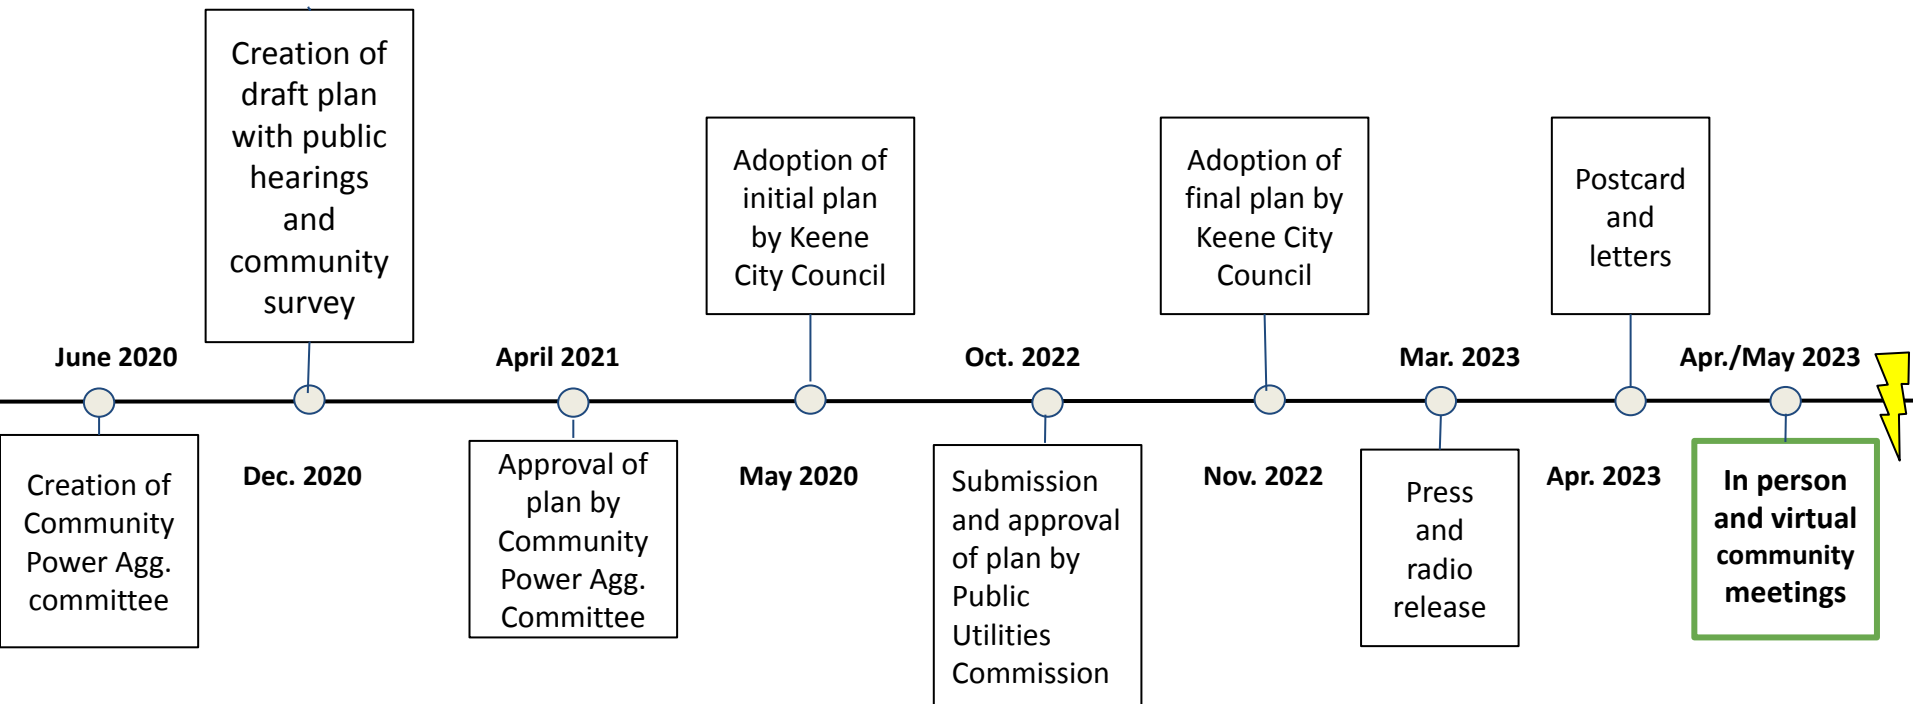 June 2020
Creation of
Community
Power Agg.
committee
Creation of
draft plan
with public
hearings
and
community
survey
Dec. 2020
April 2021
Approval of
plan by
Community
Power Agg.
Committee
Adoption of
initial plan
by Keene
City Council
May 2020
Oct. 2022
Submission
and approval
of plan by
Public
Utilities
Commission
Adoption of
final plan by
Keene City
Council
Nov. 2022
Mar. 2023
Press
and
radio
release
Postcard
and
letters
Apr. 2023
Apr./May 2023
In person
and virtual
community
meetings